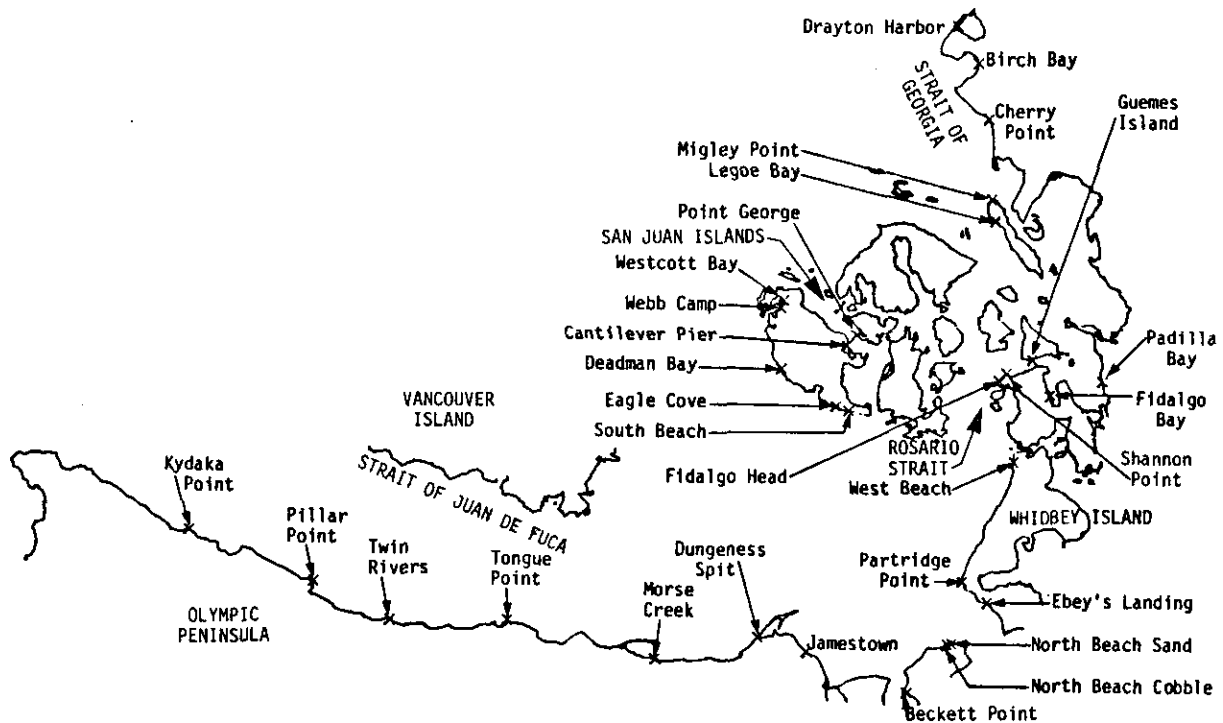 Drayton Harbor
Birch Bay
STRAIT OF
GEORGIA
Cherry
Point
Guemes
Island
Migley Point
Legoe Bay
Point George
SAN JUAN ISLANDS
Westcott Bay
Webb Camp
Cantilever Pier
Deadman Bay
Eagle Cove
South Beach
Padilla
Bay
Fidalgo
Bay
ROSARIO
STRAIT
Shannon
Point
Fidalgo Head
West Beach
VANCOUVER
ISLAND
STRAIT OF JUAN DE FUCA
Kydaka
Point
Pillar
Point
Twin
Rivers
Tongue
Point
Dungeness
Spit
Morse
Creek
OLYMPIC
PENINSULA
WHIDBEY ISLAND
Partridge
Point
Ebey's Landing
Jamestown
North Beach Sand
North Beach Cobble
Beckett Point